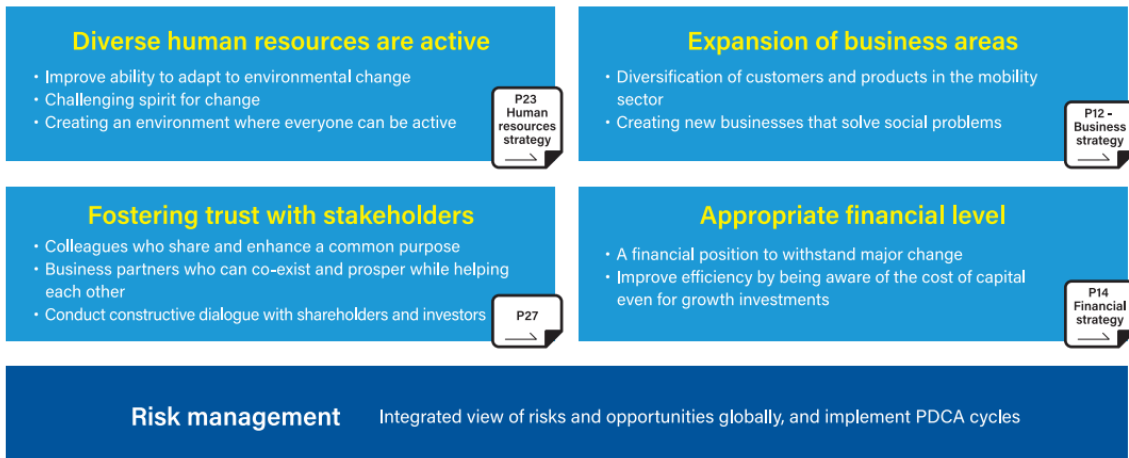 Diverse human resources are active
・Improve ability to adapt to environmental change
・Challenging spirit for change
・Creating an environment where everyone can be active
P23
Human
resources
strategy
Expansion of business areas
・Diversification of customers and products in the mobility
sector
・Creating new businesses that solve social problems
P12 -
Business
strategy
Fostering trust with stakeholders
・Colleagues who share and enhance a common purpose
・Business partners who can co-exist and prosper while helping
each other
・Conduct constructive dialogue with shareholders and investors
P27
Appropriate financial level
・A financial position to withstand major change
・Improve efficiency by being aware of the cost of capital
even for growth investments
P14
Financial
strategy
Risk management Integrated view of risks and opportunities globally, and implement PDCA cycles